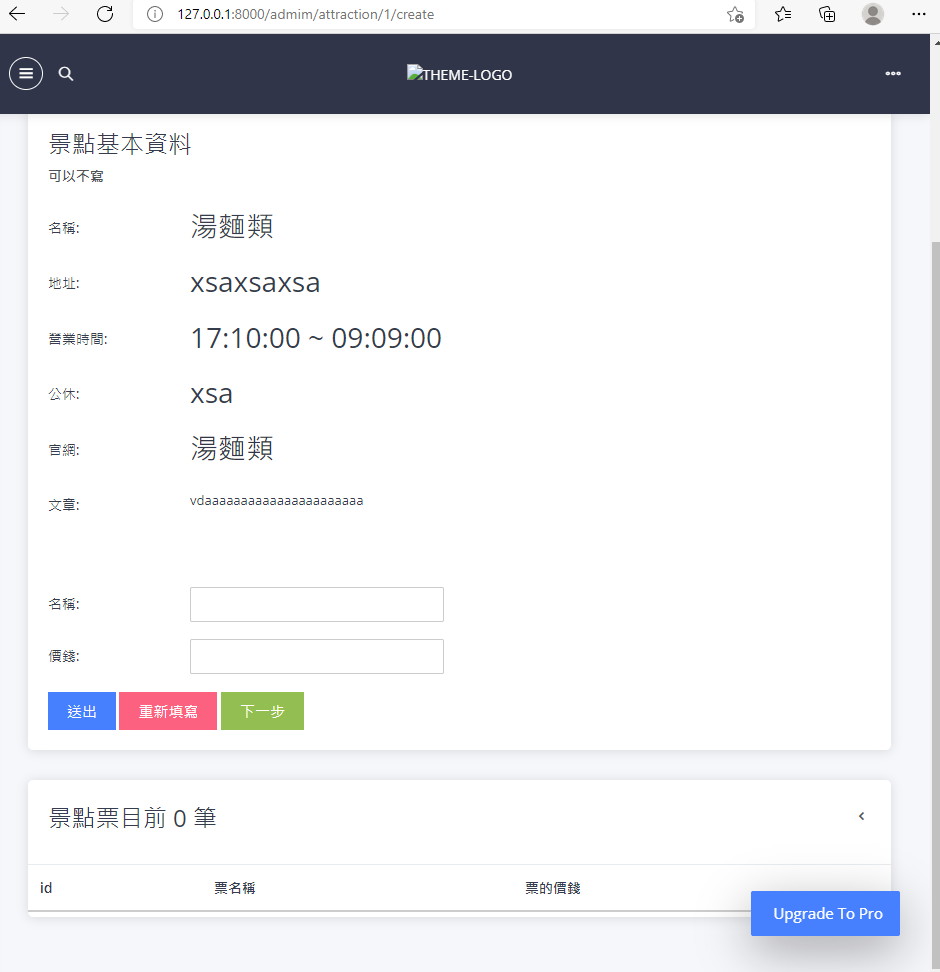 127.0.0.1:8000/admim/attraction/1/create
THEME-LOGO
景點基本資料
可以不寫
名稱: 湯麵類
地址: xsaxsaxsa
營業時間: 17:10:00 ~ 09:09:00
公休: xsa
官網: 湯麵類
文章: vdaaaaaaaaaaaaaaaaaaaaaa
名稱:
價錢:
送出 重新填寫 下一步
景點票目前 0 筆
id 票名稱 票的價錢
Upgrade To Pro